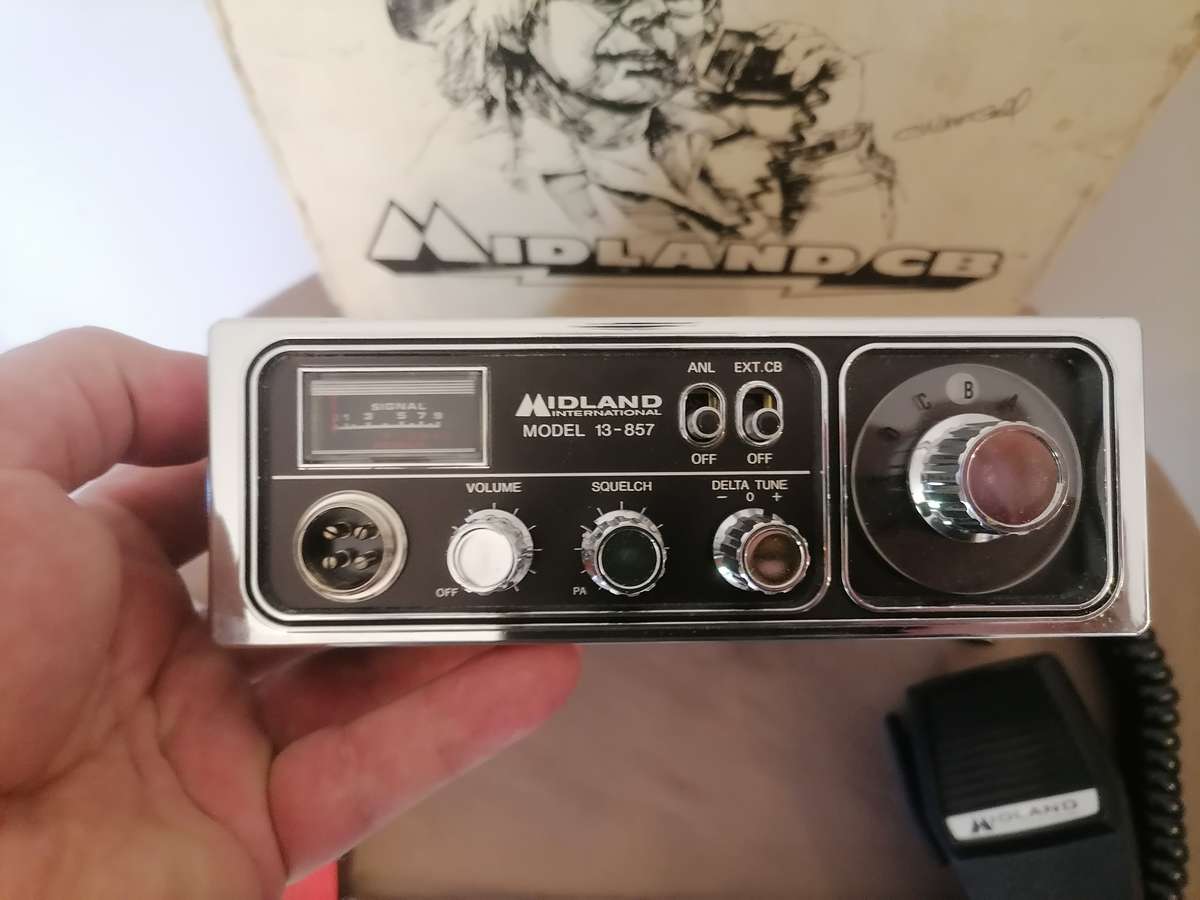 MIDLAND/CB
SIGNAL
1 3 5 7 9
MIDLAND
INTERNATIONAL
MODEL 13-857
ANL EXT.CB
OFF OFF
VOLUME
OFF
SQUELCH
PA
DELTA TUNE
- 0 +
D C B A
MIDLAND